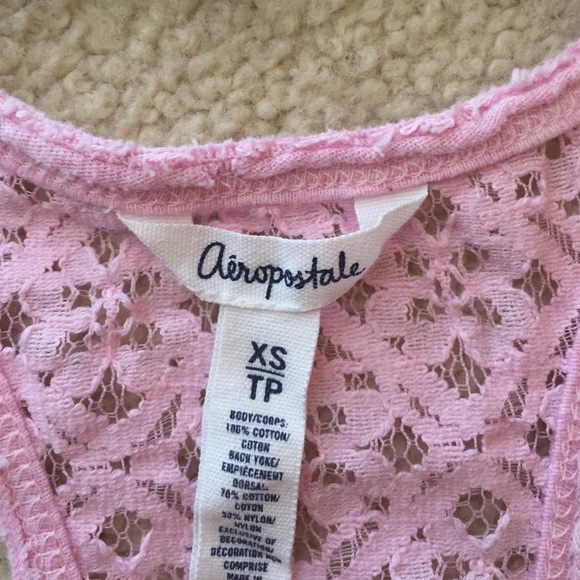 Aéropostale
XS
TP
BODY/CORPS:
100% COTTON/
COTON
BACK YOKE/
EMPIÈCEMENT
DORSAL:
70% COTTON/
COTON
30% NYLON/
NYLON
EXCLUSIVE OF
DECORATION/
DÉCORATION NON
COMPRISE
MADE IN